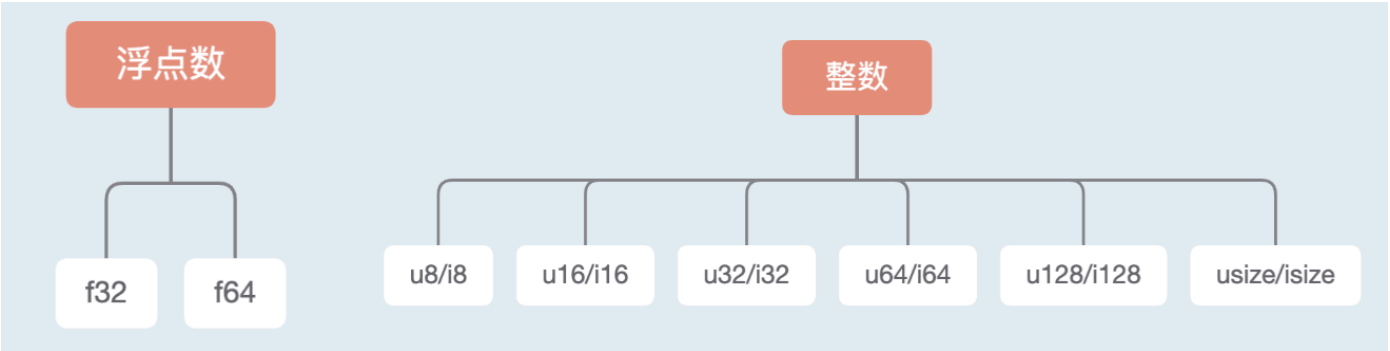 浮点数
f32
f64
整数
u8/i8
u16/i16
u32/i32
u64/i64
u128/i128
usize/isize